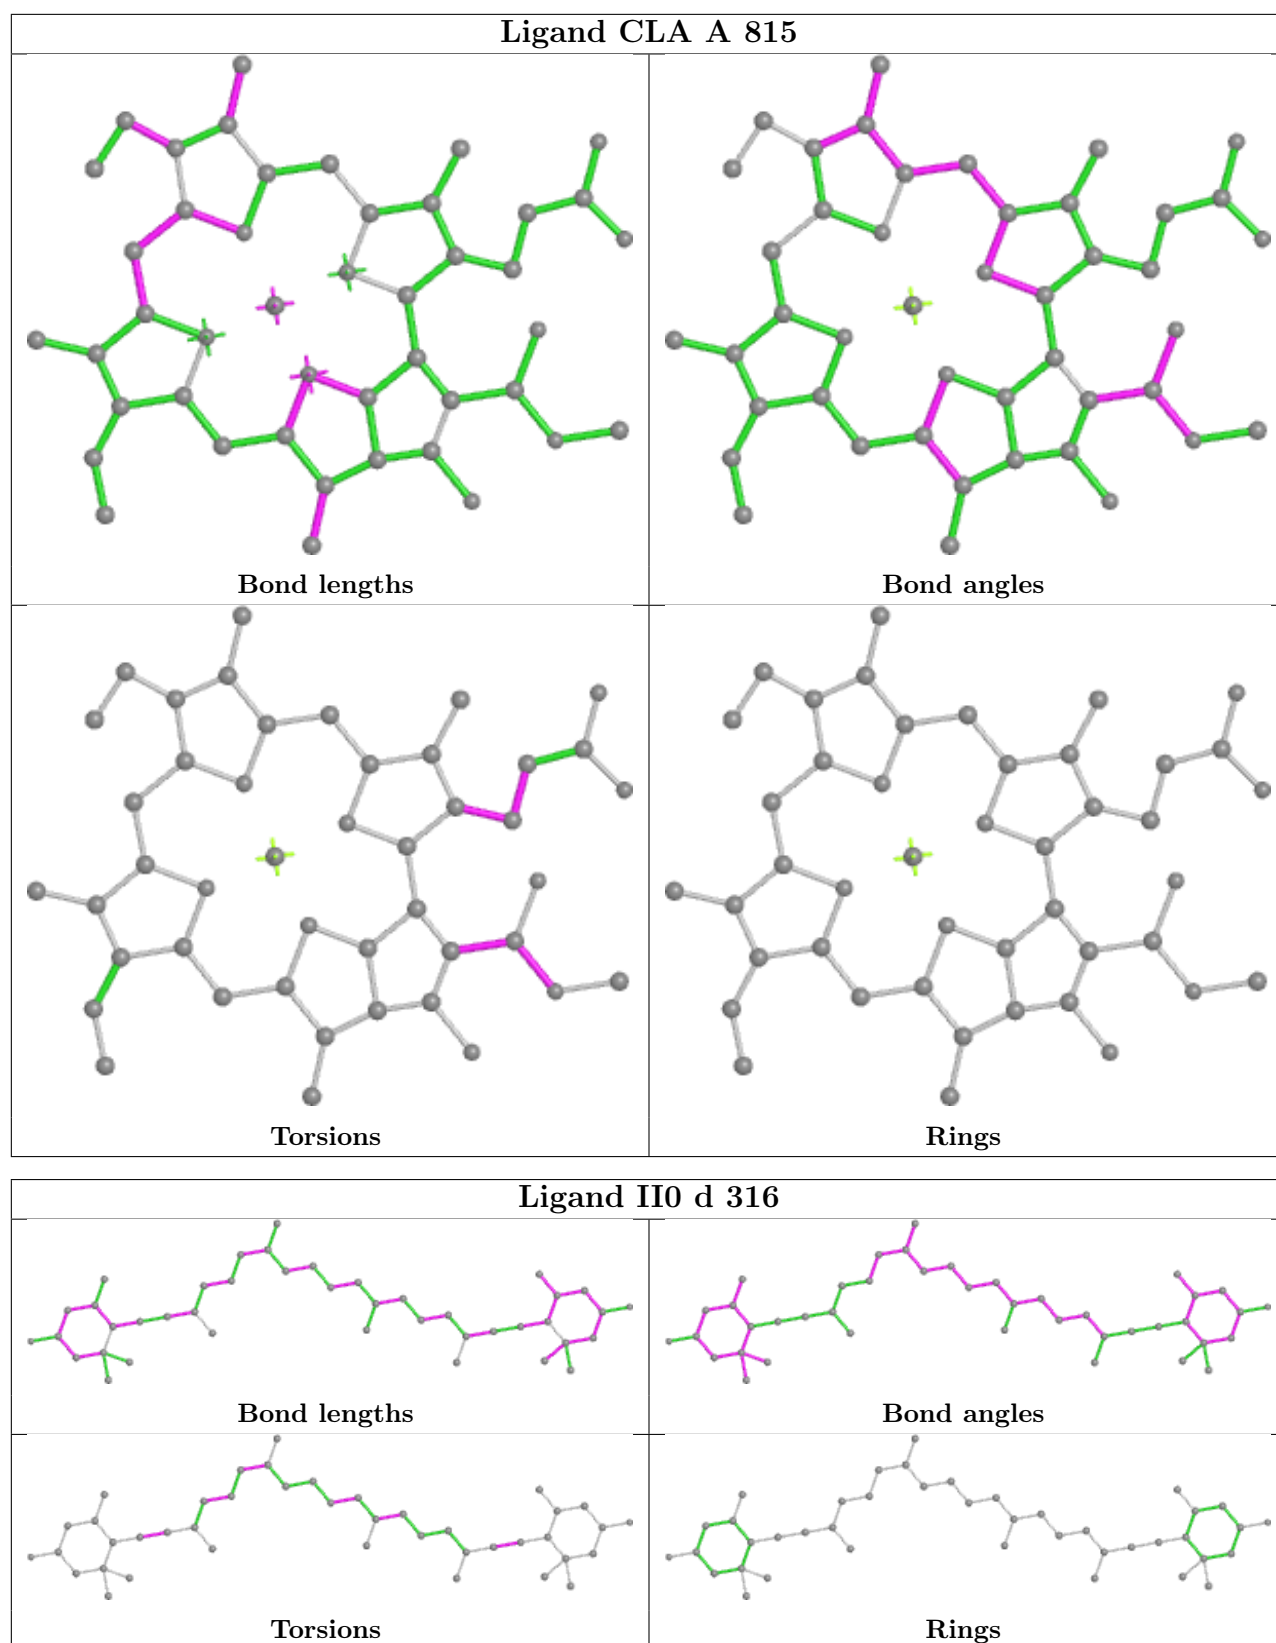 Ligand CLA A 815
Bond lengths
Bond angles
Torsions
Rings
Ligand II0 d 316
Bond lengths
Bond angles
Torsions
Rings